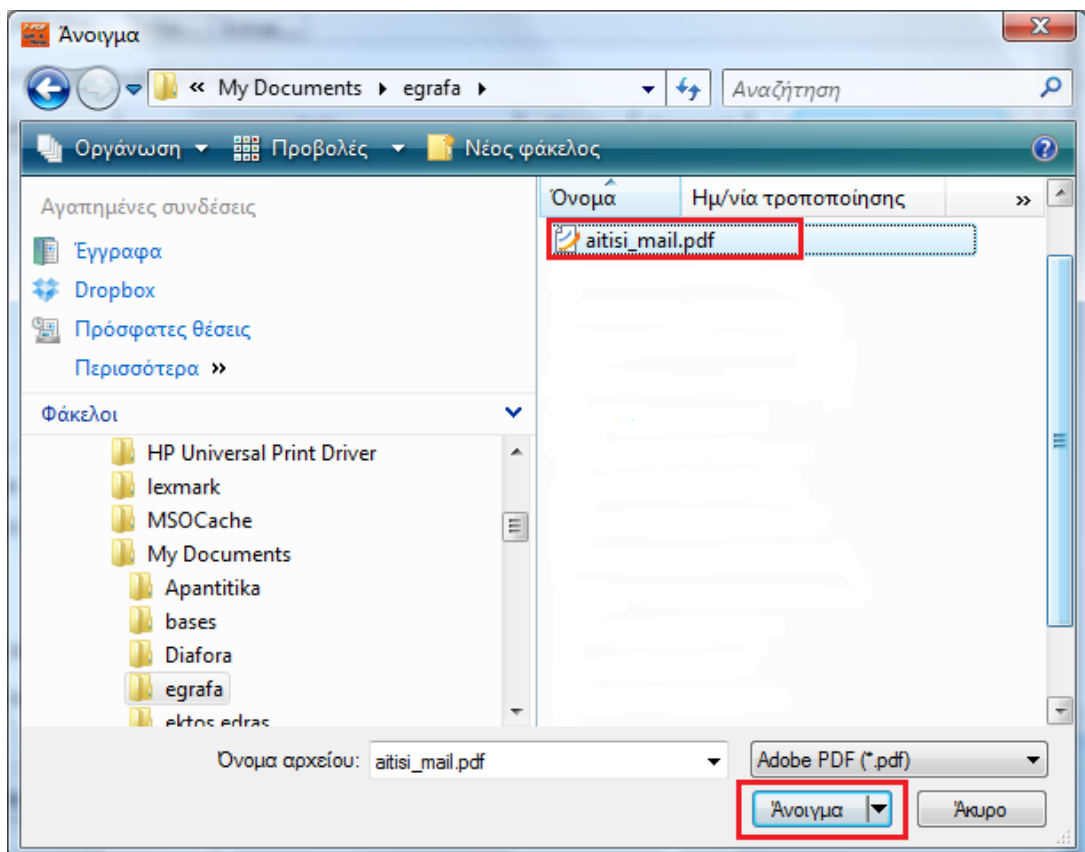 Άνοιγμα
« My Documents egrafa
Αναζήτηση
Οργάνωση Προβολές Νέος φάκελος
Αγαπημένες συνδέσεις
Έγγραφα
Dropbox
Πρόσφατες θέσεις
Περισσότερα »
Φάκελοι
HP Universal Print Driver
lexmark
MSOCache
My Documents
Apantitika
bases
Diafora
egrafa
ektos edras
Όνομα Ημ/νία τροποποίησης »
aitisi_mail.pdf
Όνομα αρχείου: aitisi_mail.pdf
Adobe PDF (*.pdf)
Άνοιγμα Άκυρο